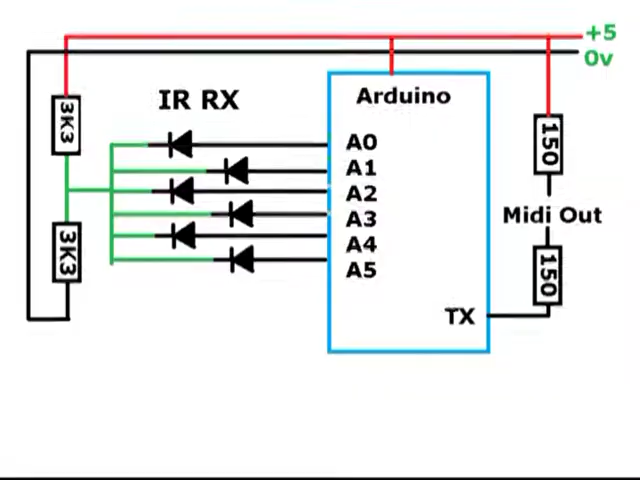 +5
0v
3K3
IR RX
Arduino
150
A0
A1
A2
A3
A4
A5
Midi Out
3K3
150
TX